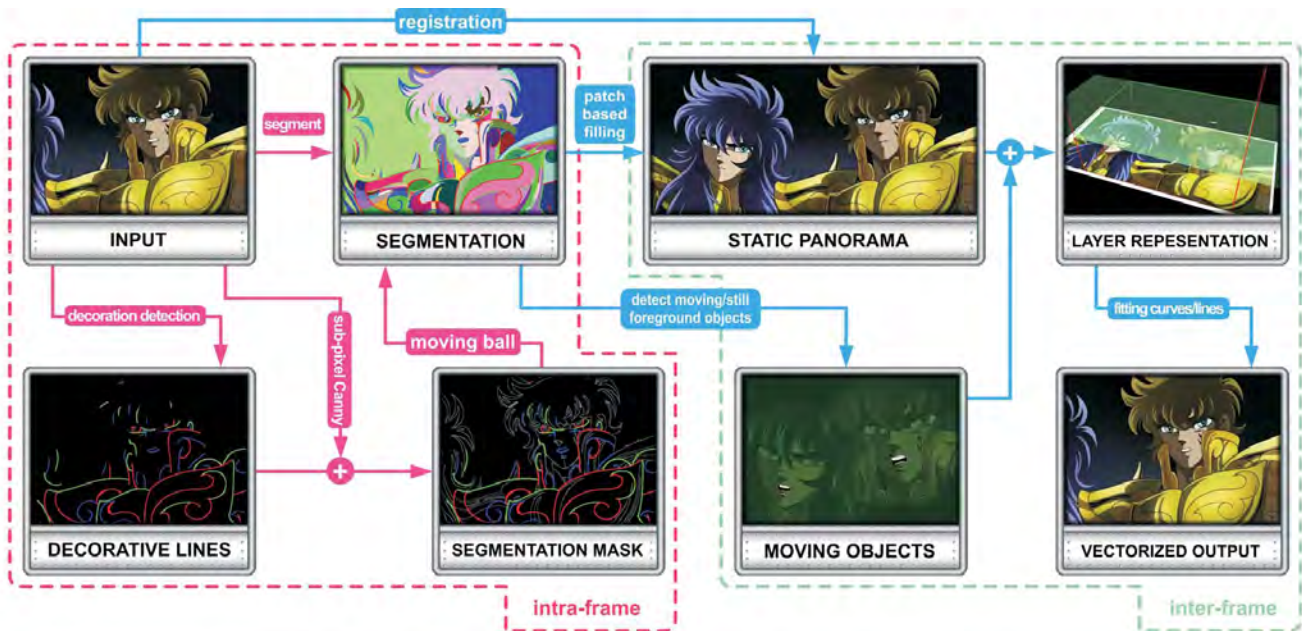 registration
INPUT
segment
SEGMENTATION
patch
based
filling
STATIC PANORAMA
LAYER REPESENTATION
decoration detection
sub-pixel Canny
moving ball
detect moving/still
foreground objects
fitting curves/lines
DECORATIVE LINES
SEGMENTATION MASK
MOVING OBJECTS
VECTORIZED OUTPUT
intra-frame
inter-frame